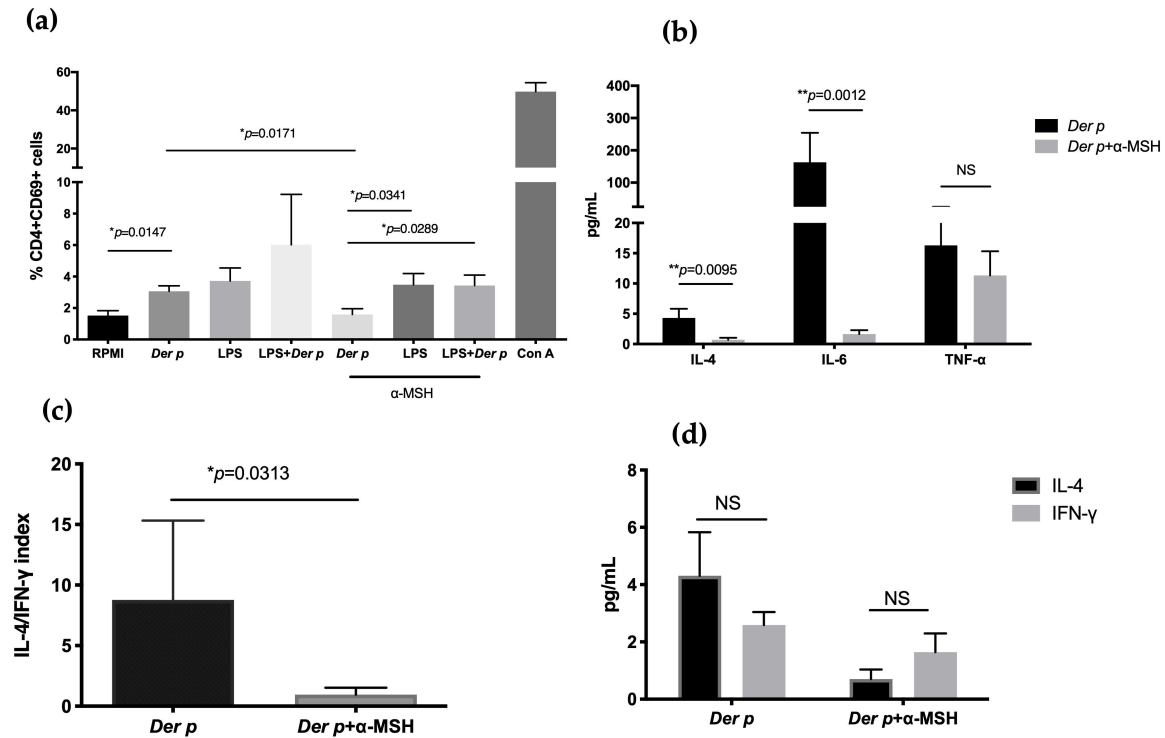 (a)
60
40
20
10
8
6
4
2
0
% CD4+CD69+ cells
*p=0.0171
*p=0.0147
*p=0.0341
*p=0.0289
RPMI Der p LPS LPS+Der p Der p LPS LPS+Der p Con A
α-MSH
(b)
400
300
200
100
20
15
10
5
0
pg/mL
**p=0.0012
NS
**p=0.0095
IL-4 IL-6 TNF-α
Der p
Der p+α-MSH
(c)
20
15
10
5
0
IL-4/IFN-γ index
*p=0.0313
Der p Der p+α-MSH
(d)
8
6
4
2
0
pg/mL
NS
NS
Der p Der p+α-MSH
IL-4
IFN-γ